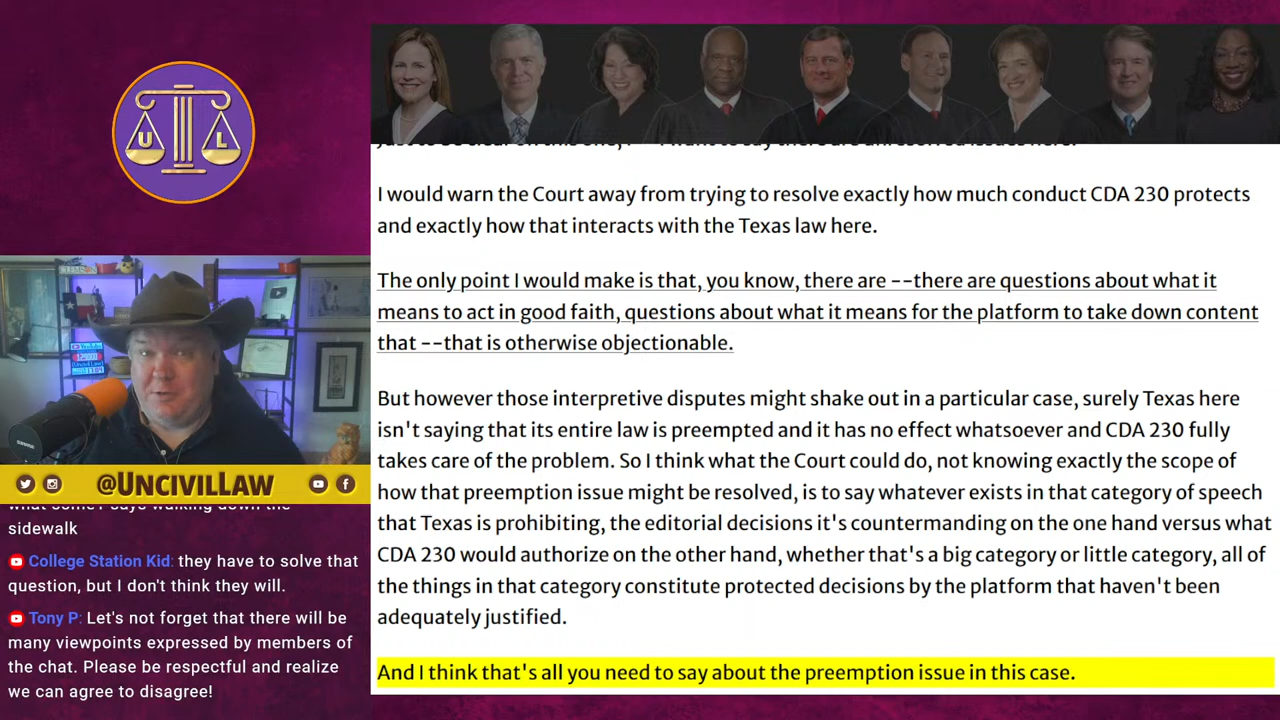 U L
@UNCIVILLAW
sidewalk
College Station Kid: they have to solve that
question, but I don't think they will.
Tony P: Let's not forget that there will be
many viewpoints expressed by members of
the chat. Please be respectful and realize
we can agree to disagree!
I would warn the Court away from trying to resolve exactly how much conduct CDA 230 protects
and exactly how that interacts with the Texas law here.
The only point I would make is that, you know, there are --there are questions about what it
means to act in good faith, questions about what it means for the platform to take down content
that --that is otherwise objectionable.
But however those interpretive disputes might shake out in a particular case, surely Texas here
isn't saying that its entire law is preempted and it has no effect whatsoever and CDA 230 fully
takes care of the problem. So I think what the Court could do, not knowing exactly the scope of
how that preemption issue might be resolved, is to say whatever exists in that category of speech
that Texas is prohibiting, the editorial decisions it's countermanding on the one hand versus what
CDA 230 would authorize on the other hand, whether that's a big category or little category, all of
the things in that category constitute protected decisions by the platform that haven't been
adequately justified.
And I think that's all you need to say about the preemption issue in this case.